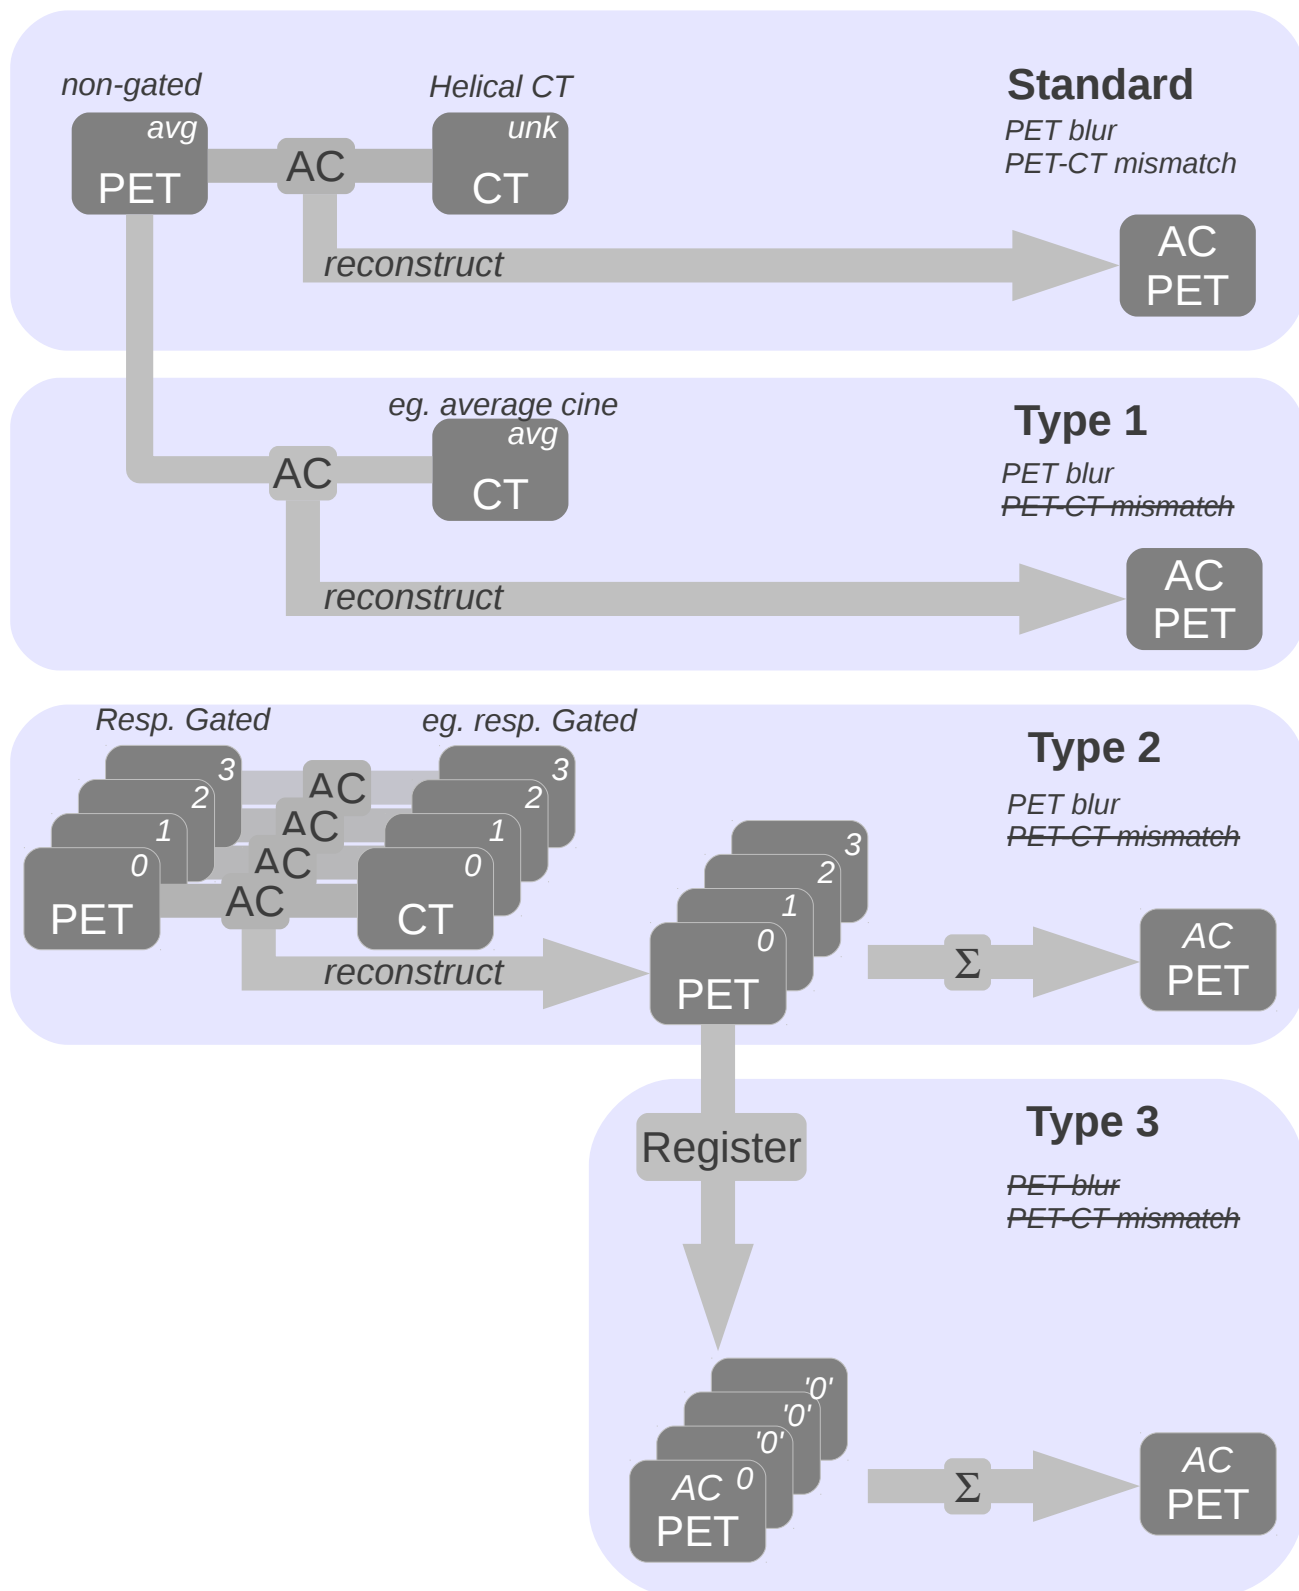 non-gated
Helical CT
Standard
PET blur
PET-CT mismatch
avg
PET
AC
unk
CT
reconstruct
AC
PET
eg. average cine
Type 1
PET blur
PET-CT mismatch
avg
CT
AC
reconstruct
AC
PET
Resp. Gated
eg. resp. Gated
Type 2
PET blur
PET-CT mismatch
3
2
1
0
PET
AC
AC
AC
AC
3
2
1
0
CT
reconstruct
3
2
1
0
PET
Σ
AC
PET
Register
Type 3
PET blur
PET-CT mismatch
'0'
'0'
'0'
0
AC
PET
Σ
AC
PET